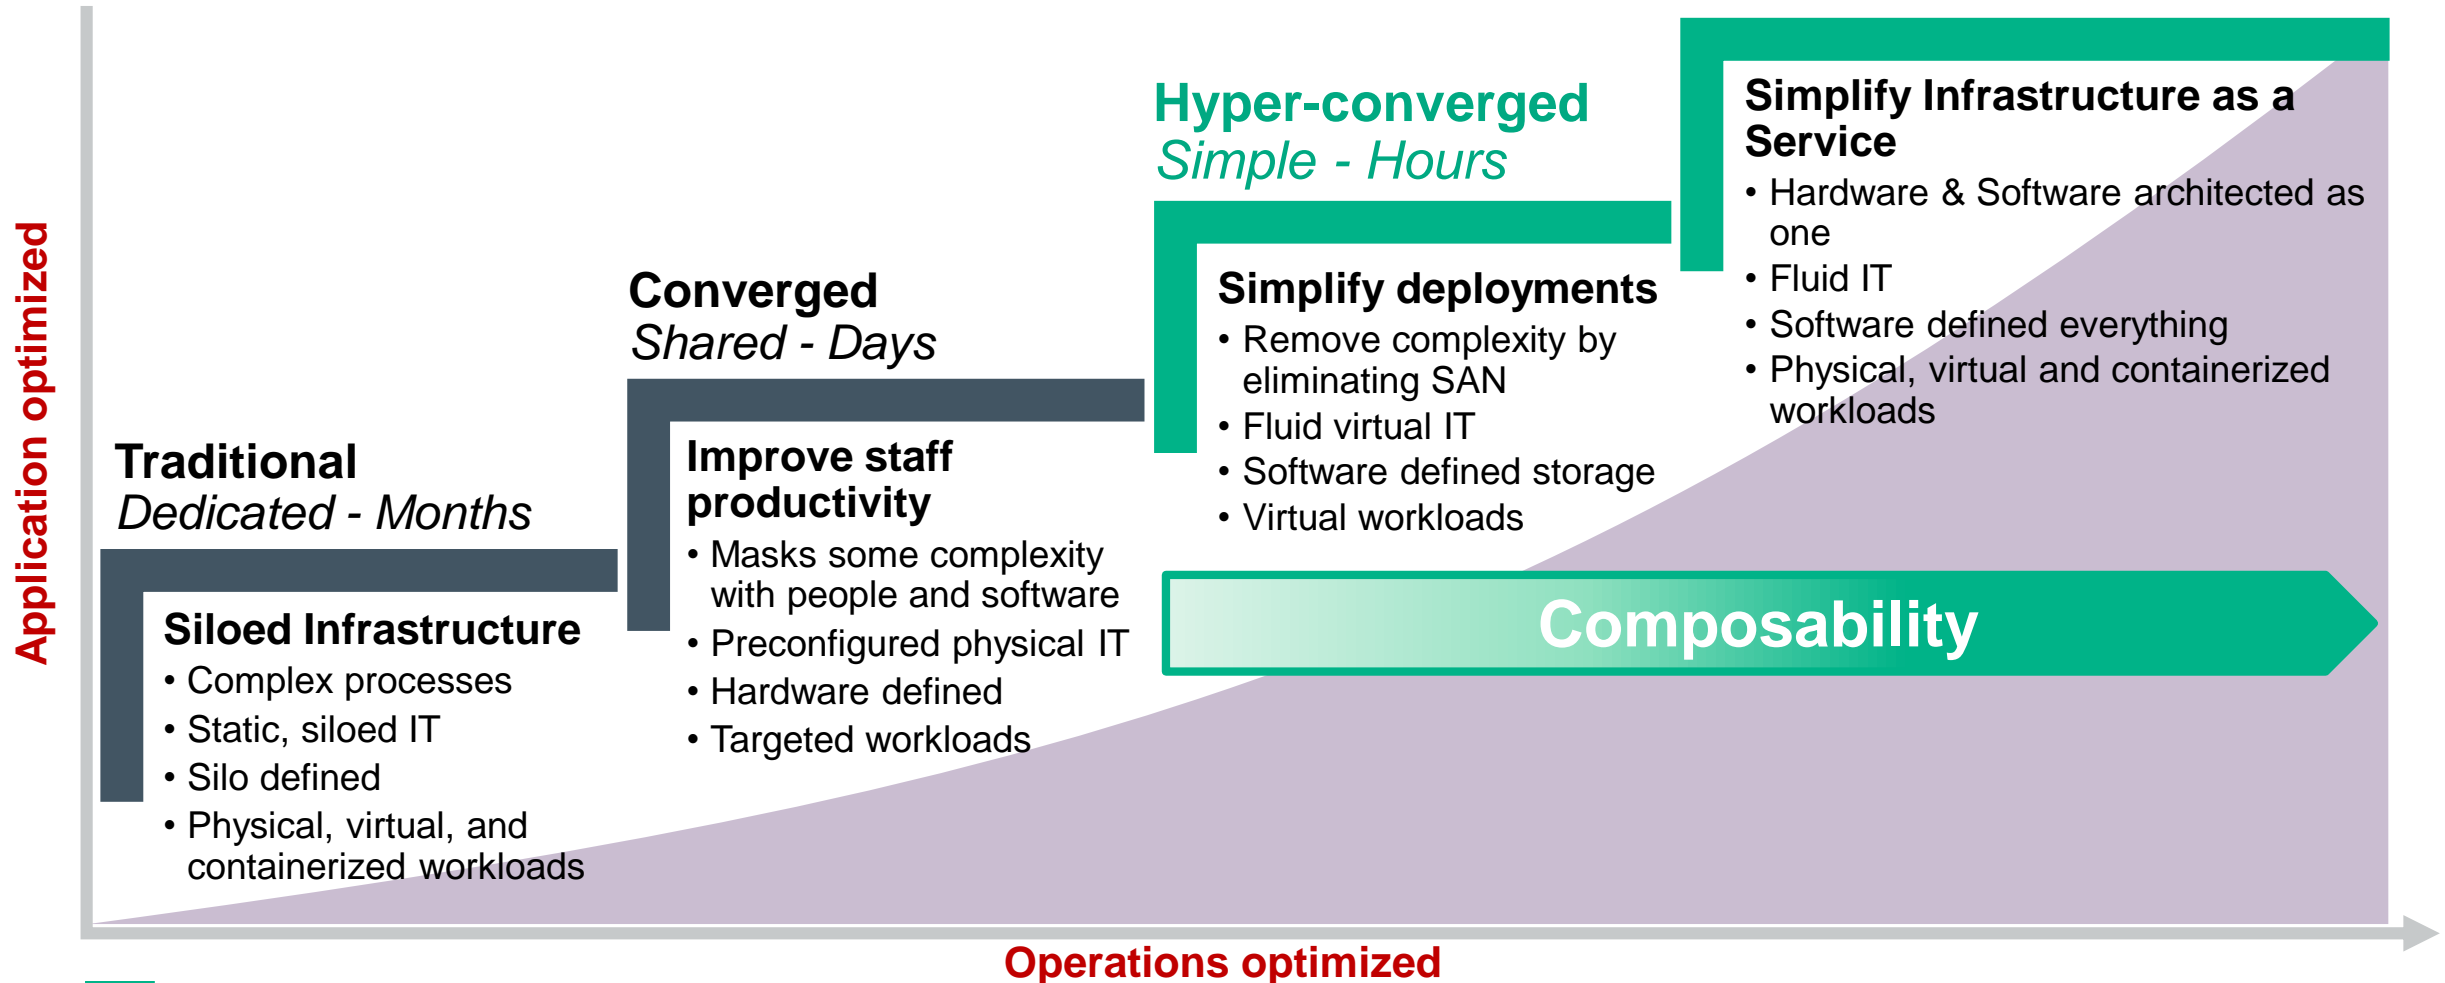 Application optimized
Traditional
Dedicated - Months
Siloed Infrastructure
• Complex processes
• Static, siloed IT
• Silo defined
• Physical, virtual, and
containerized workloads
Converged
Shared - Days
Improve staff
productivity
• Masks some complexity
with people and software
• Preconfigured physical IT
• Hardware defined
• Targeted workloads
Hyper-converged
Simple - Hours
Simplify deployments
• Remove complexity by
eliminating SAN
• Fluid virtual IT
• Software defined storage
• Virtual workloads
Simplify Infrastructure as a
Service
• Hardware & Software architected as
one
• Fluid IT
• Software defined everything
• Physical, virtual and containerized
workloads
Composability
Operations optimized